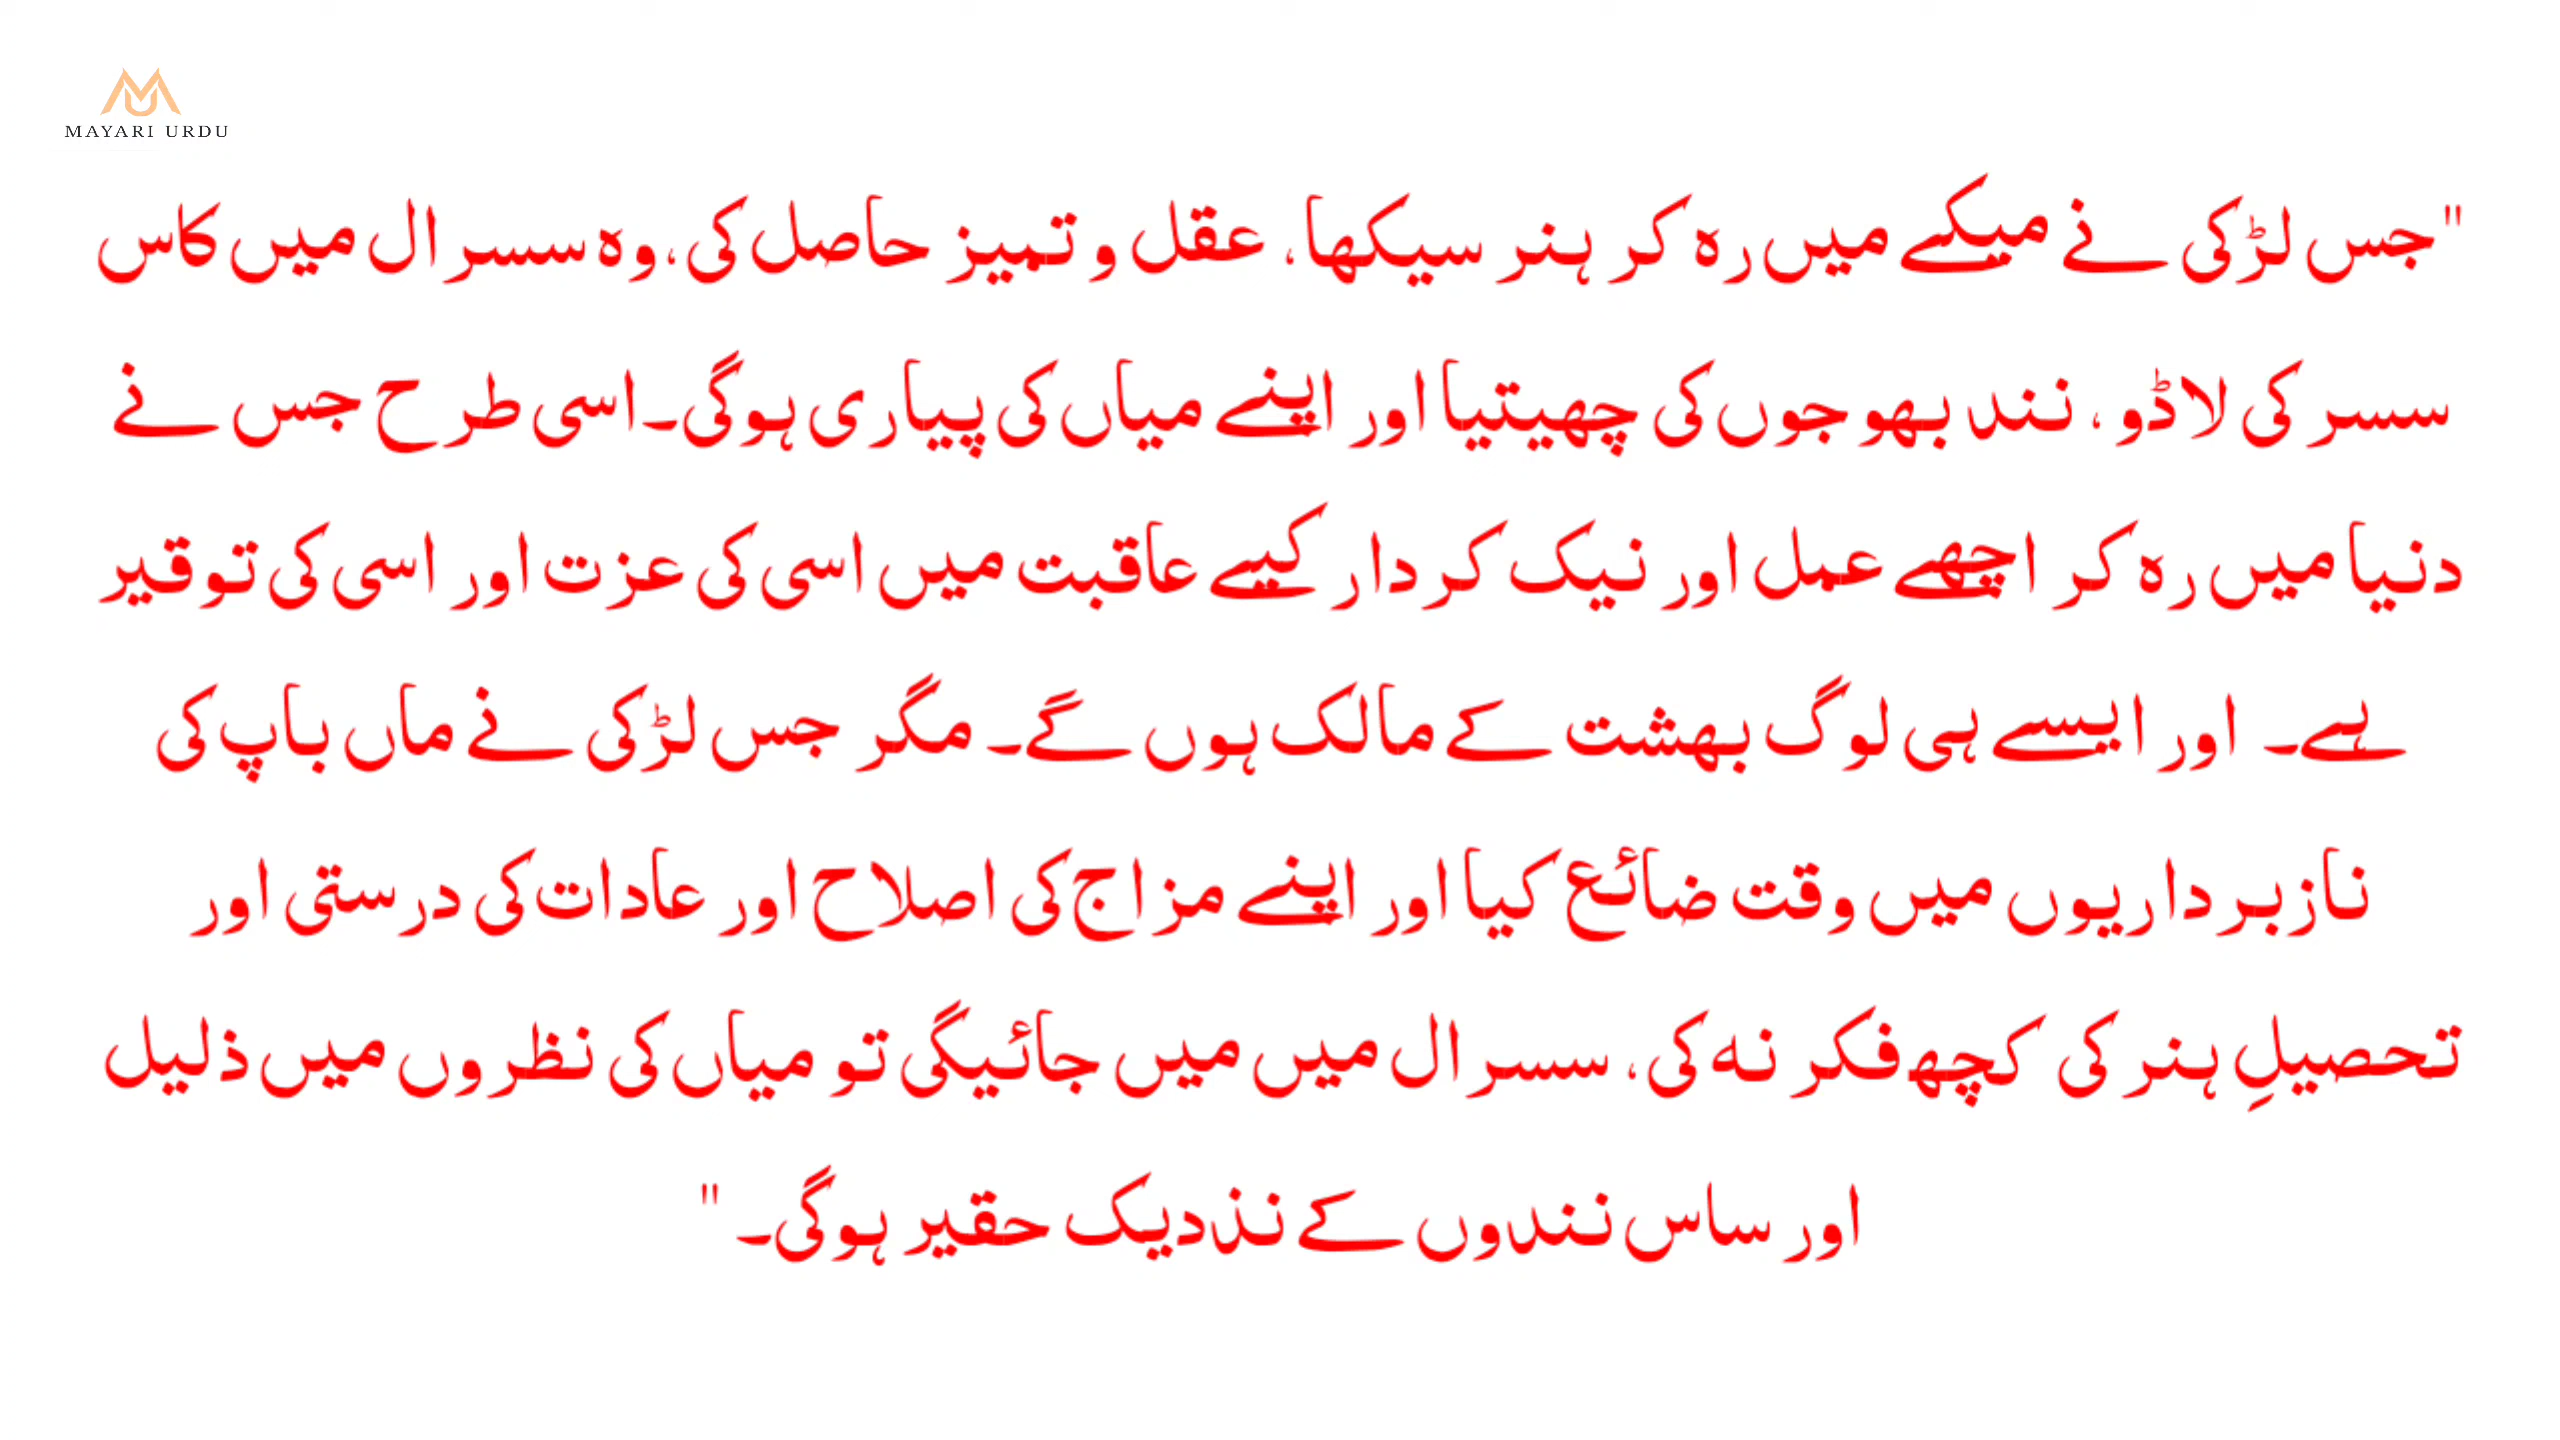 MAYARI URDU
"جس لڑکی نے میکے میں رہ کر ہنر سیکھا، عقل و تمیز حاصل کی، وہ سسرال میں کاس
سسر کی لاڈو ، نند بھوجوں کی چھیتیا اور اپنے میاں کی پیاری ہوگی۔ اسی طرح جس نے
دنیا میں رہ کر اچھے عمل اور نیک کردار کیے عاقبت میں اسی کی عزت اور اسی کی توقیر
ہے۔ اور ایسے ہی لوگ بہشت کے مالک ہوں گے۔ مگر جس لڑکی نے ماں باپ کی
نازبرداریوں میں وقت ضائع کیا اور اپنے مزاج کی اصلاح اور عادات کی درستی اور
تحصیلِ ہنر کی کچھ فکر نہ کی، سسرال میں میں جائیگی تو میاں کی نظروں میں ذلیل
اور ساس نندوں کے نذدیک حقیر ہوگی۔ "